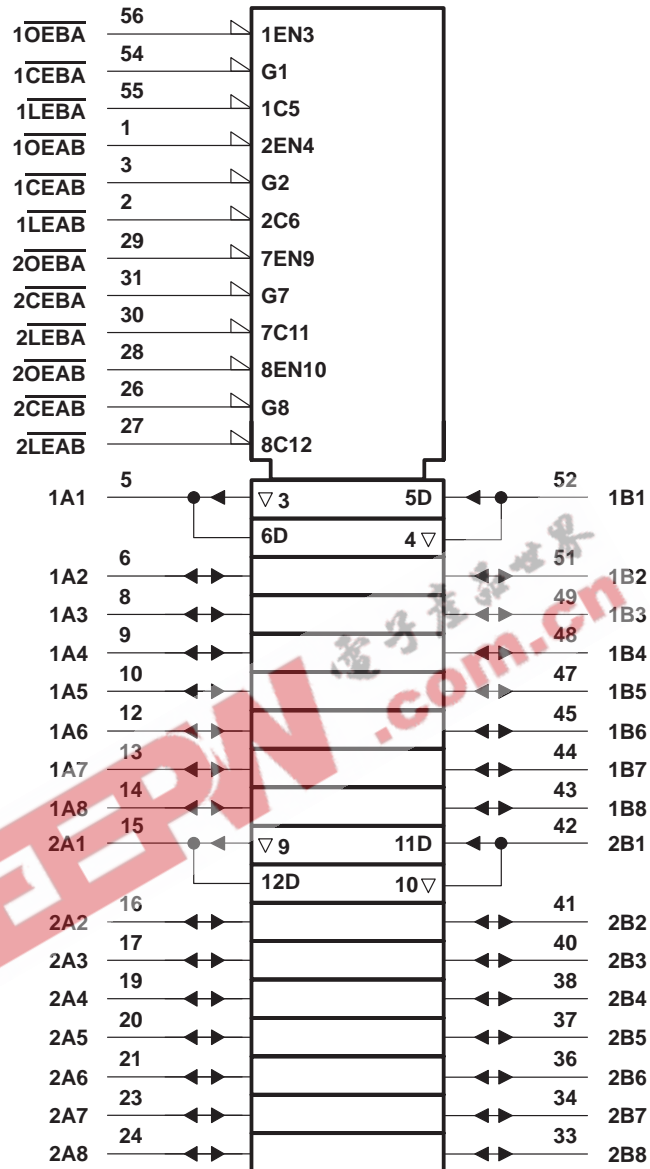 1OEBA 56 1EN3
1CEBA 54 G1
1LEBA 55 1C5
1OEAB 1 2EN4
1CEAB 3 G2
1LEAB 2 2C6
2OEBA 29 7EN9
2CEBA 31 G7
2LEBA 30 7C11
2OEAB 28 8EN10
2CEAB 26 G8
2LEAB 27 8C12
1A1 5 ▽ 3 5D 52 1B1
6D 4 ▽
1A2 6 51 1B2
1A3 8 49 1B3
1A4 9 48 1B4
1A5 10 47 1B5
1A6 12 45 1B6
1A7 13 44 1B7
1A8 14 43 1B8
2A1 15 ▽ 9 11D 42 2B1
12D 10 ▽
2A2 16 41 2B2
2A3 17 40 2B3
2A4 19 38 2B4
2A5 20 37 2B5
2A6 21 36 2B6
2A7 23 34 2B7
2A8 24 33 2B8
EEPW .com.cn
電子產品世界